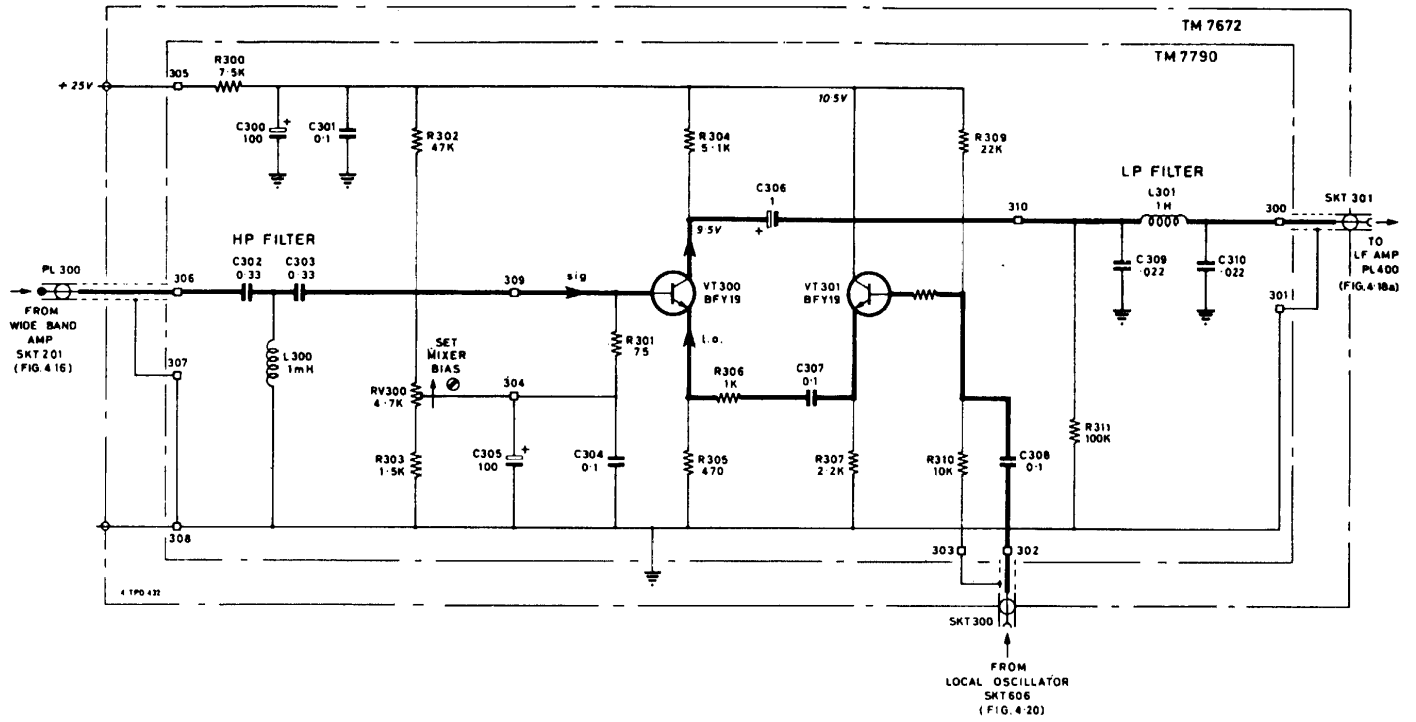 TM 7672
TM 7790
+ 25V
305
R300
7·5K
C300
100
+
C301
0·1
R302
47K
R304
5·1K
10·5V
R309
22K
C306
1
+
310
LP FILTER
L301
1H
300
SKT 301
TO
LF AMP
PL400
(FIG.4·18a)
C309
·022
C310
·022
301
HP FILTER
C302
0·33
C303
0·33
PL 300
306
FROM
WIDE BAND
AMP
SKT 201
(FIG. 4·16)
307
L300
1mH
309
sig
9·5V
VT300
BFY19
VT301
BFY19
R301
75
l.o.
SET
MIXER
BIAS
RV300
4·7K
304
R306
1K
C307
0·1
R303
1·5K
C305
100
+
C304
0·1
R305
470
R307
2·2K
R310
10K
C308
0·1
R311
100K
308
303
302
4 TPD 432
SKT300
FROM
LOCAL OSCILLATOR
SKT606
(FIG. 4·20)